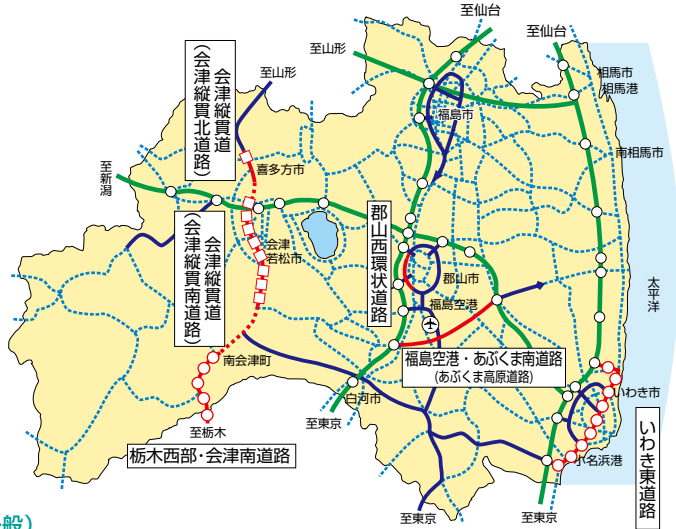 至仙台
至仙台
至山形
至山形
相馬市
相馬港
会津縦貫道
（会津縦貫北道路）
福島市
南相馬市
喜多方市
至新潟
会津縦貫道
（会津縦貫南道路）
会津
若松市
郡山西環状道路
郡山市
福島空港
太平洋
福島空港・あぶくま南道路
（あぶくま高原道路）
南会津町
白河市
いわき市
至東京
至栃木
栃木西部・会津南道路
小名浜港
いわき東道路
至東京
至東京
般）